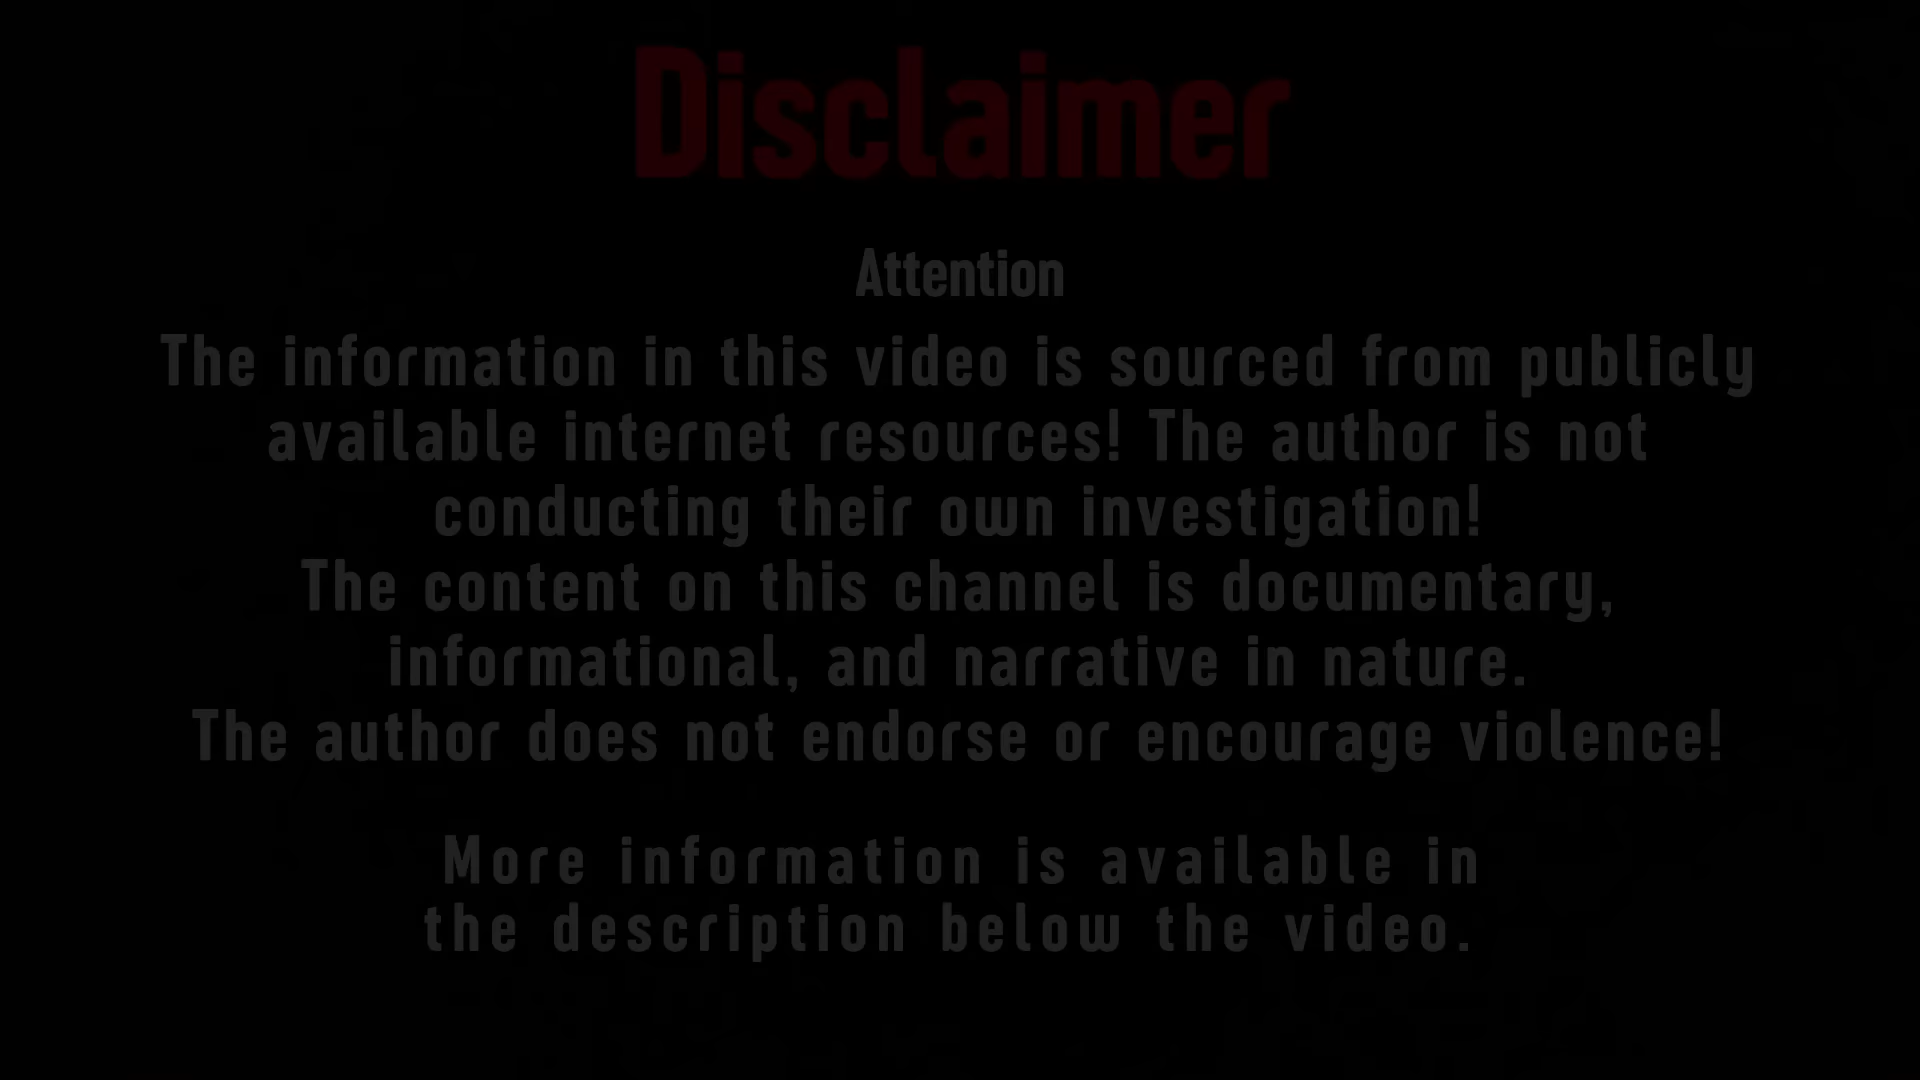 Disclaimer
Attention
The information in this video is sourced from publicly
available internet resources! The author is not
conducting their own investigation!
The content on this channel is documentary,
informational, and narrative in nature.
The author does not endorse or encourage violence!
More information is available in
the description below the video.